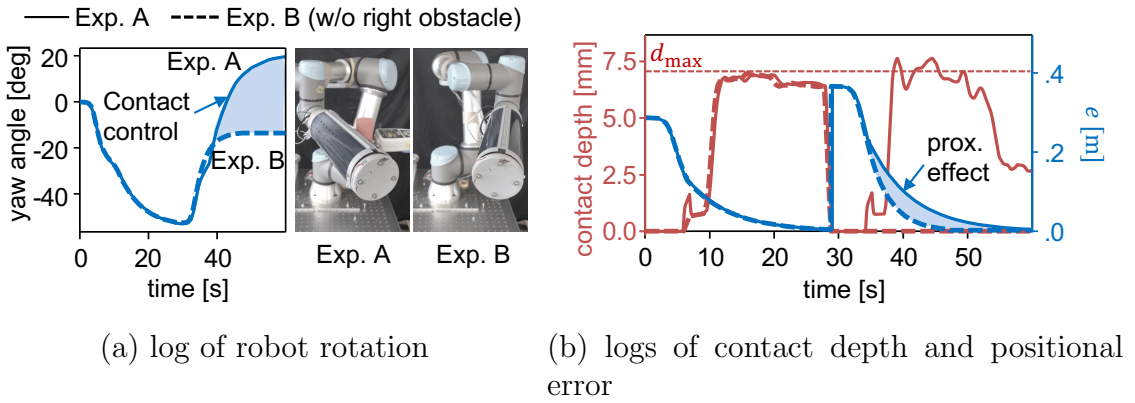 Exp. A Exp. B (w/o right obstacle)
yaw angle [deg]
20
0
-20
-40
Exp. A
Contact
control
Exp. B
0 20 40
time [s]
Exp. A Exp. B
contact depth [mm]
7.5
5.0
2.5
0.0
d_max
prox.
effect
.4
.2
.0
e [m]
0 10 20 30 40 50
time [s]
(a) log of robot rotation
(b) logs of contact depth and positional
error